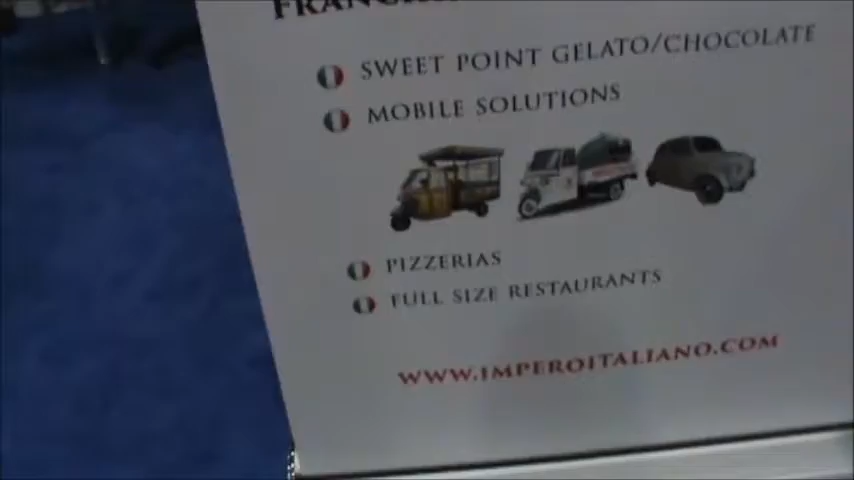 SWEET POINT GELATO/CHOCOLATE
MOBILE SOLUTIONS
PIZZERIAS
FULL SIZE RESTAURANTS
WWW.IMPEROITALIANO.COM